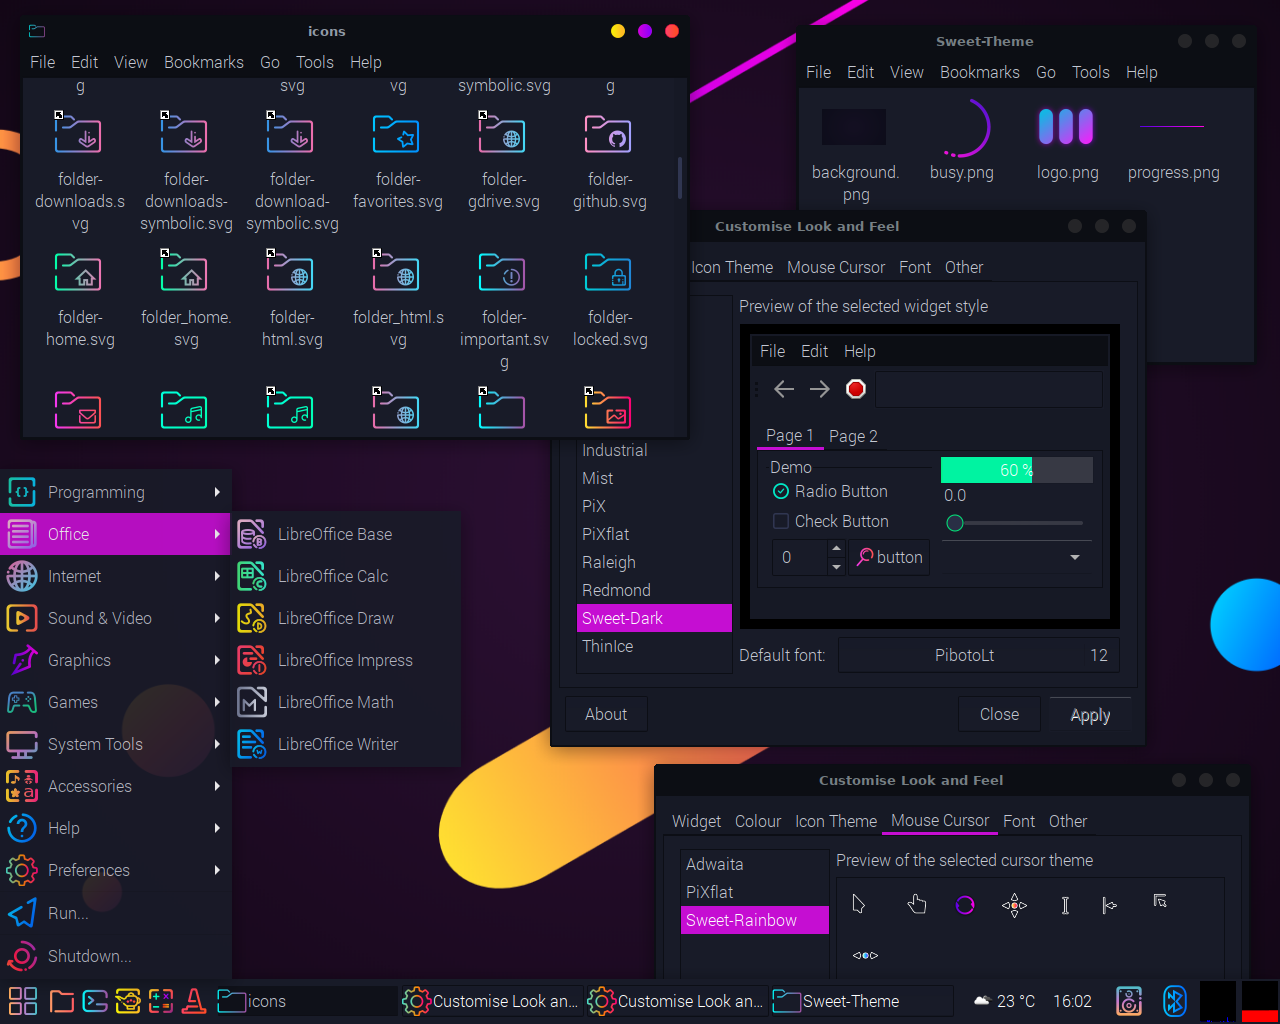 icons
File Edit View Bookmarks Go Tools Help
g
svg
vg
symbolic.svg
g
folder-
downloads.s
vg
folder-
downloads-
symbolic.svg
folder-
download-
symbolic.svg
folder-
favorites.svg
folder-
gdrive.svg
folder-
github.svg
folder-
home.svg
folder_home.
svg
folder-
html.svg
folder_html.s
vg
folder-
important.sv
g
folder-
locked.svg
Sweet-Theme
File Edit View Bookmarks Go Tools Help
background.
png
busy.png
logo.png
progress.png
Customise Look and Feel
Icon Theme Mouse Cursor Font Other
Preview of the selected widget style
File Edit Help
Page 1 Page 2
Demo
60 %
Radio Button
0.0
Check Button
0
button
Industrial
Mist
PiX
PiXflat
Raleigh
Redmond
Sweet-Dark
ThinIce
Default font:
PibotoLt 12
About
Close
Apply
Programming
Office
Internet
Sound & Video
Graphics
Games
System Tools
Accessories
Help
Preferences
Run...
Shutdown...
LibreOffice Base
LibreOffice Calc
LibreOffice Draw
LibreOffice Impress
LibreOffice Math
LibreOffice Writer
Customise Look and Feel
Widget Colour Icon Theme Mouse Cursor Font Other
Adwaita
PiXflat
Sweet-Rainbow
Preview of the selected cursor theme
icons
Customise Look an...
Customise Look an...
Sweet-Theme
23 °C
16:02